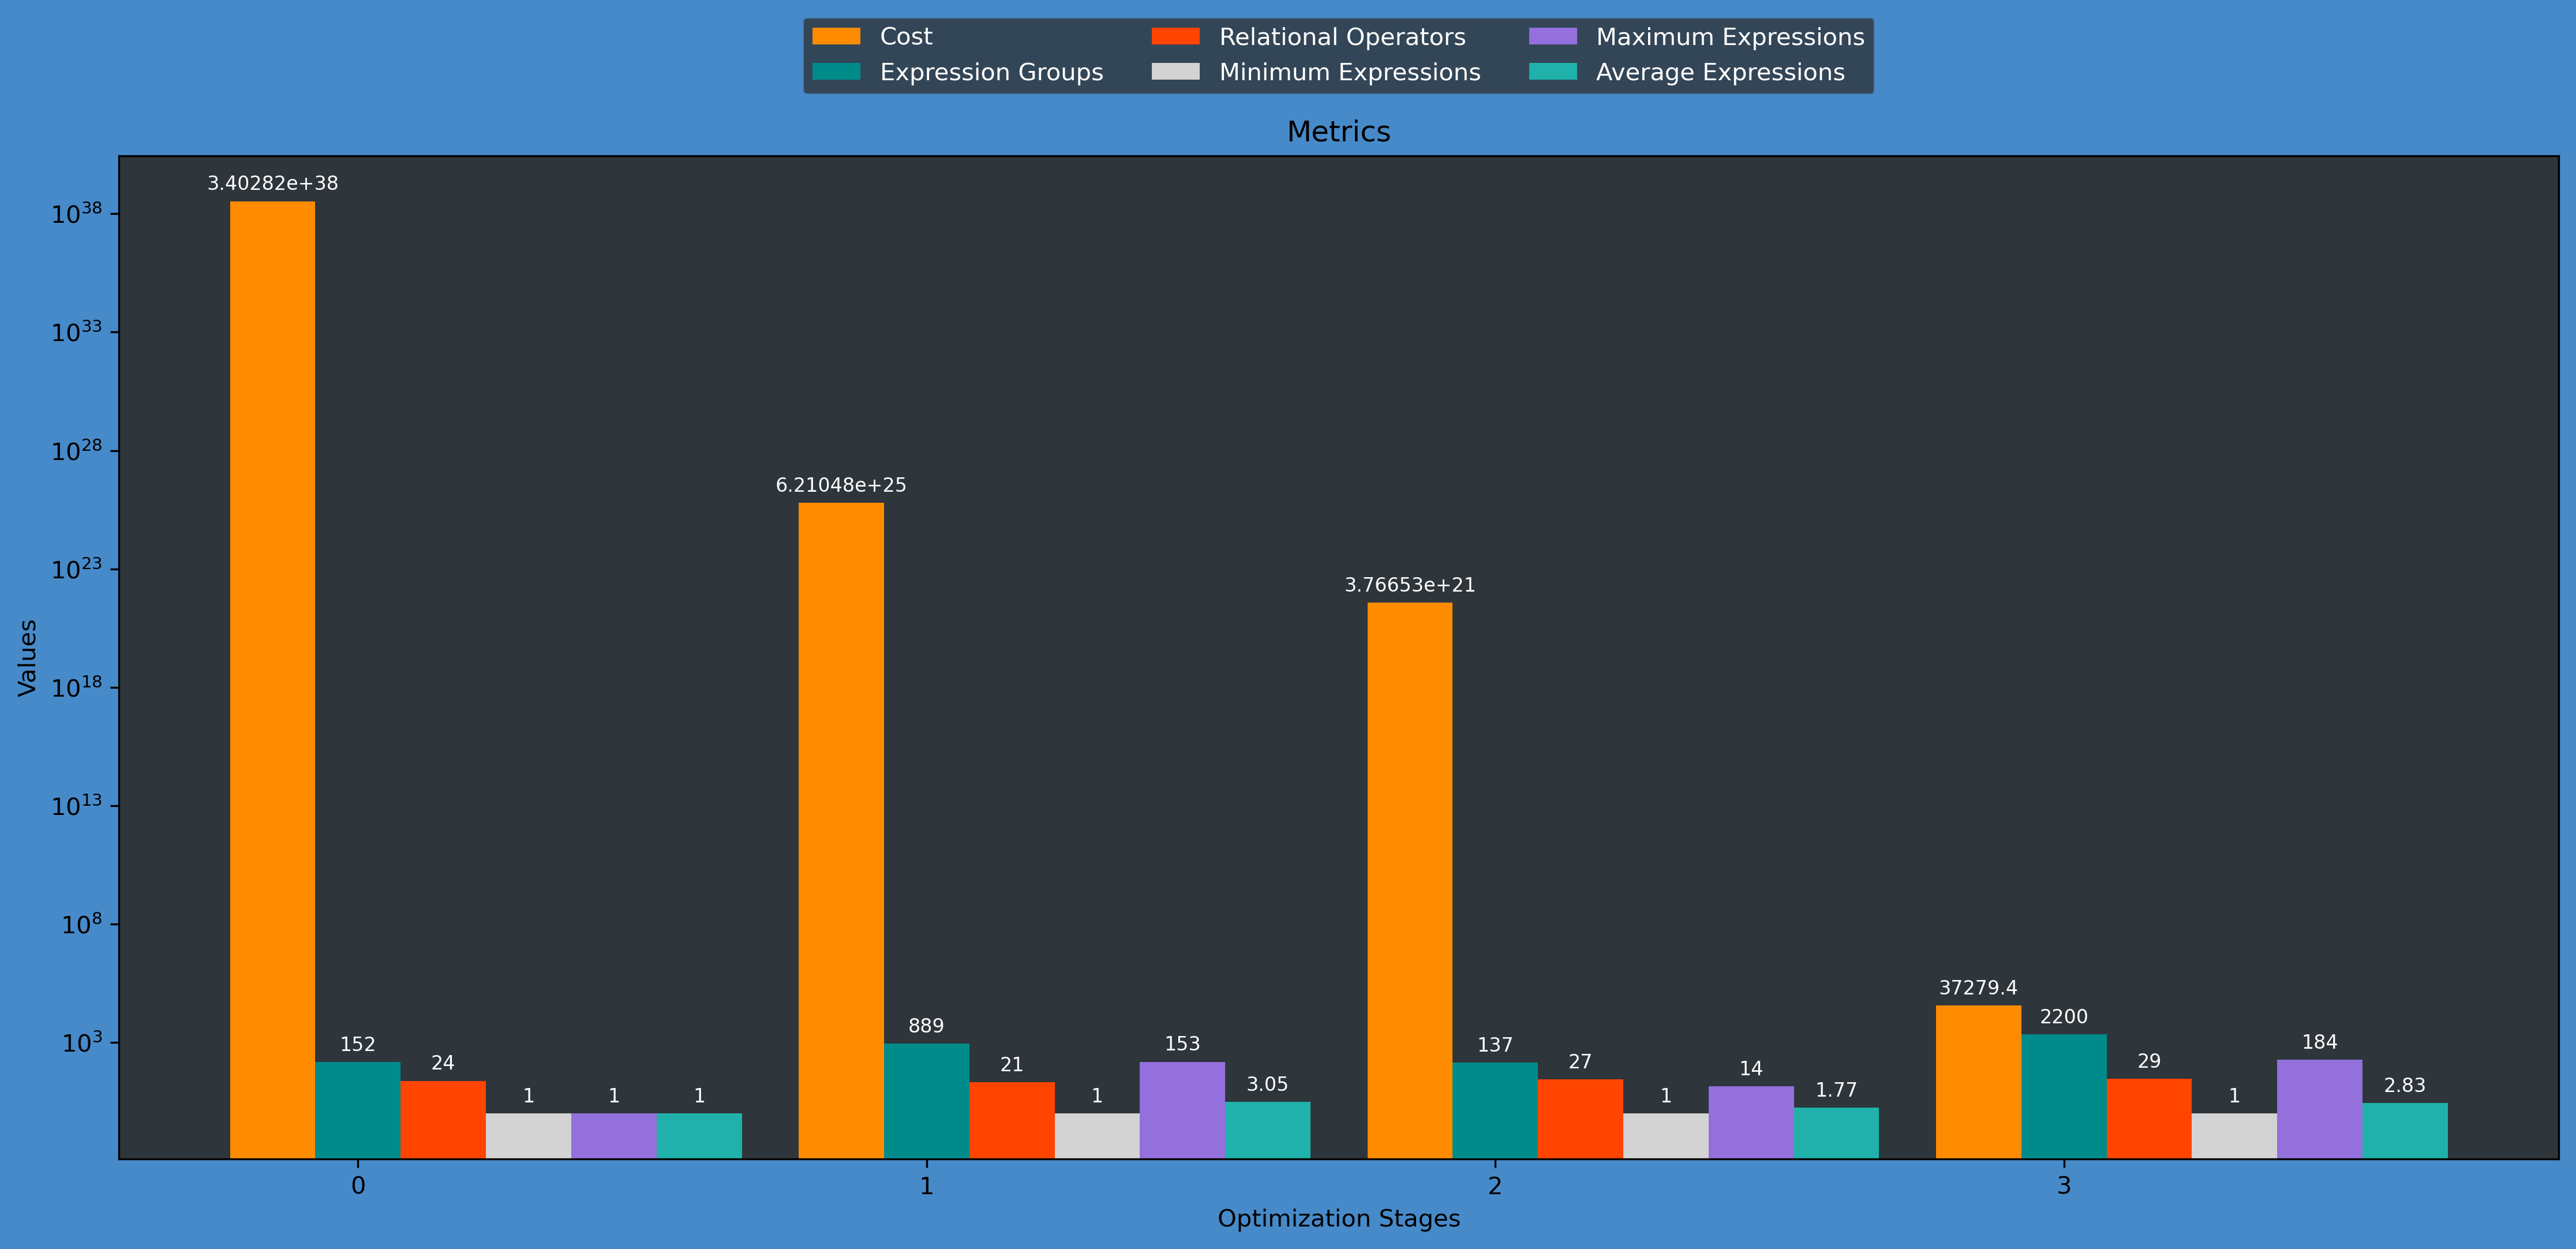 Cost
Relational Operators
Maximum Expressions
Expression Groups
Minimum Expressions
Average Expressions
Metrics
3.40282e+38
10^38
10^33
10^28
6.21048e+25
10^23
3.76653e+21
Values
10^18
10^13
10^8
37279.4
10^3
152
24
1
1
1
889
21
1
153
3.05
137
27
1
14
1.77
2200
29
1
184
2.83
0
1
2
3
Optimization Stages